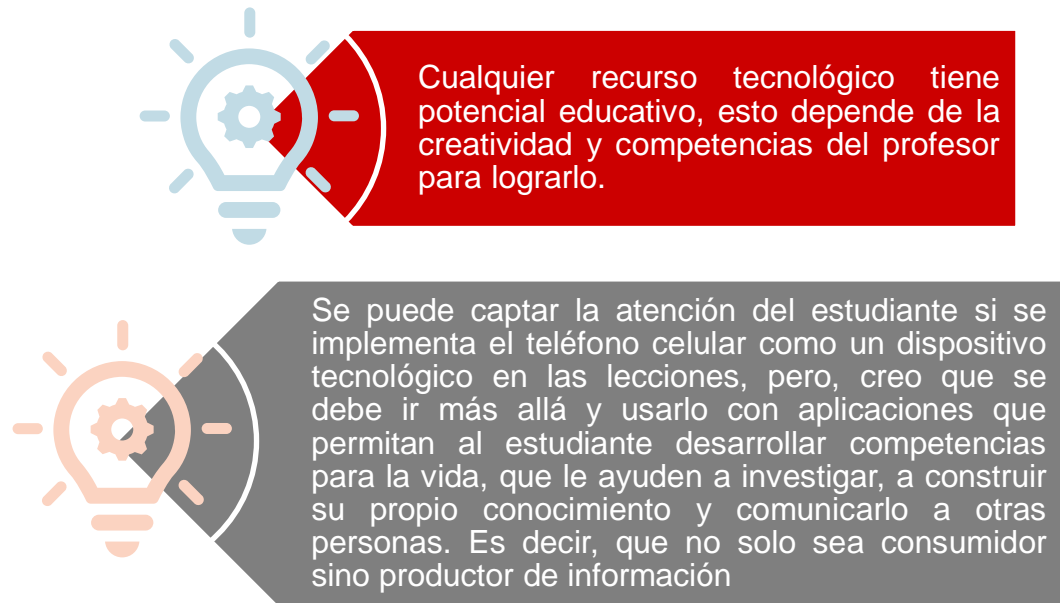 Cualquier recurso tecnológico tiene
potencial educativo, esto depende de la
creatividad y competencias del profesor
para lograrlo.
Se puede captar la atención del estudiante si se
implementa el teléfono celular como un dispositivo
tecnológico en las lecciones, pero, creo que se
debe ir más allá y usarlo con aplicaciones que
permitan al estudiante desarrollar competencias
para la vida, que le ayuden a investigar, a construir
su propio conocimiento y comunicarlo a otras
personas. Es decir, que no solo sea consumidor
sino productor de información